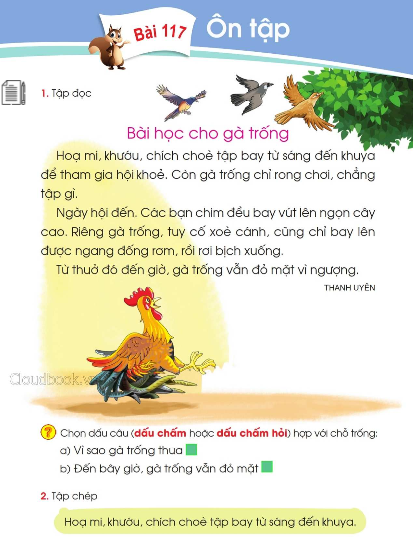 Bài 117 Ôn tập
1. Tập đọc
Bài học cho gà trống
Hoạ mi, khướu, chích choè tập bay từ sáng đến khuya
để tham gia hội khoẻ. Còn gà trống chỉ rong chơi, chẳng
tập gì.
Ngày hội đến. Các bạn chim đều bay vút lên ngọn cây
cao. Riêng gà trống, tuy cố xoè cánh, cũng chỉ bay lên
được ngang đống rơm, rồi rơi bịch xuống.
Từ thuở đó đến giờ, gà trống vẫn đỏ mặt vì ngượng.
THANH UYÊN
Cloudbook.v
? Chọn dấu câu (dấu chấm hoặc dấu chấm hỏi) hợp với chỗ trống:
a) Vì sao gà trống thua
b) Đến bây giờ, gà trống vẫn đỏ mặt
2. Tập chép
Hoạ mi, khướu, chích choè tập bay từ sáng đến khuya.